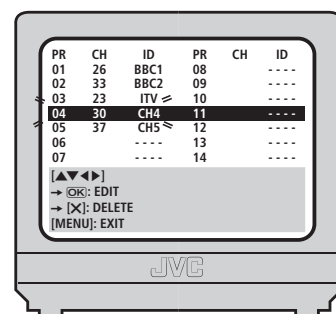 PR CH ID PR CH ID
01 26 BBC1 08 - - - -
02 33 BBC2 09 - - - -
03 23 ITV 10 - - - -
04 30 CH4 11 - - - -
05 37 CH5 12 - - - -
06 - - - - 13 - - - -
07 - - - - 14 - - - -
[▲▼◀▶]
→ OK: EDIT
→ [X]: DELETE
[MENU]: EXIT
JVC